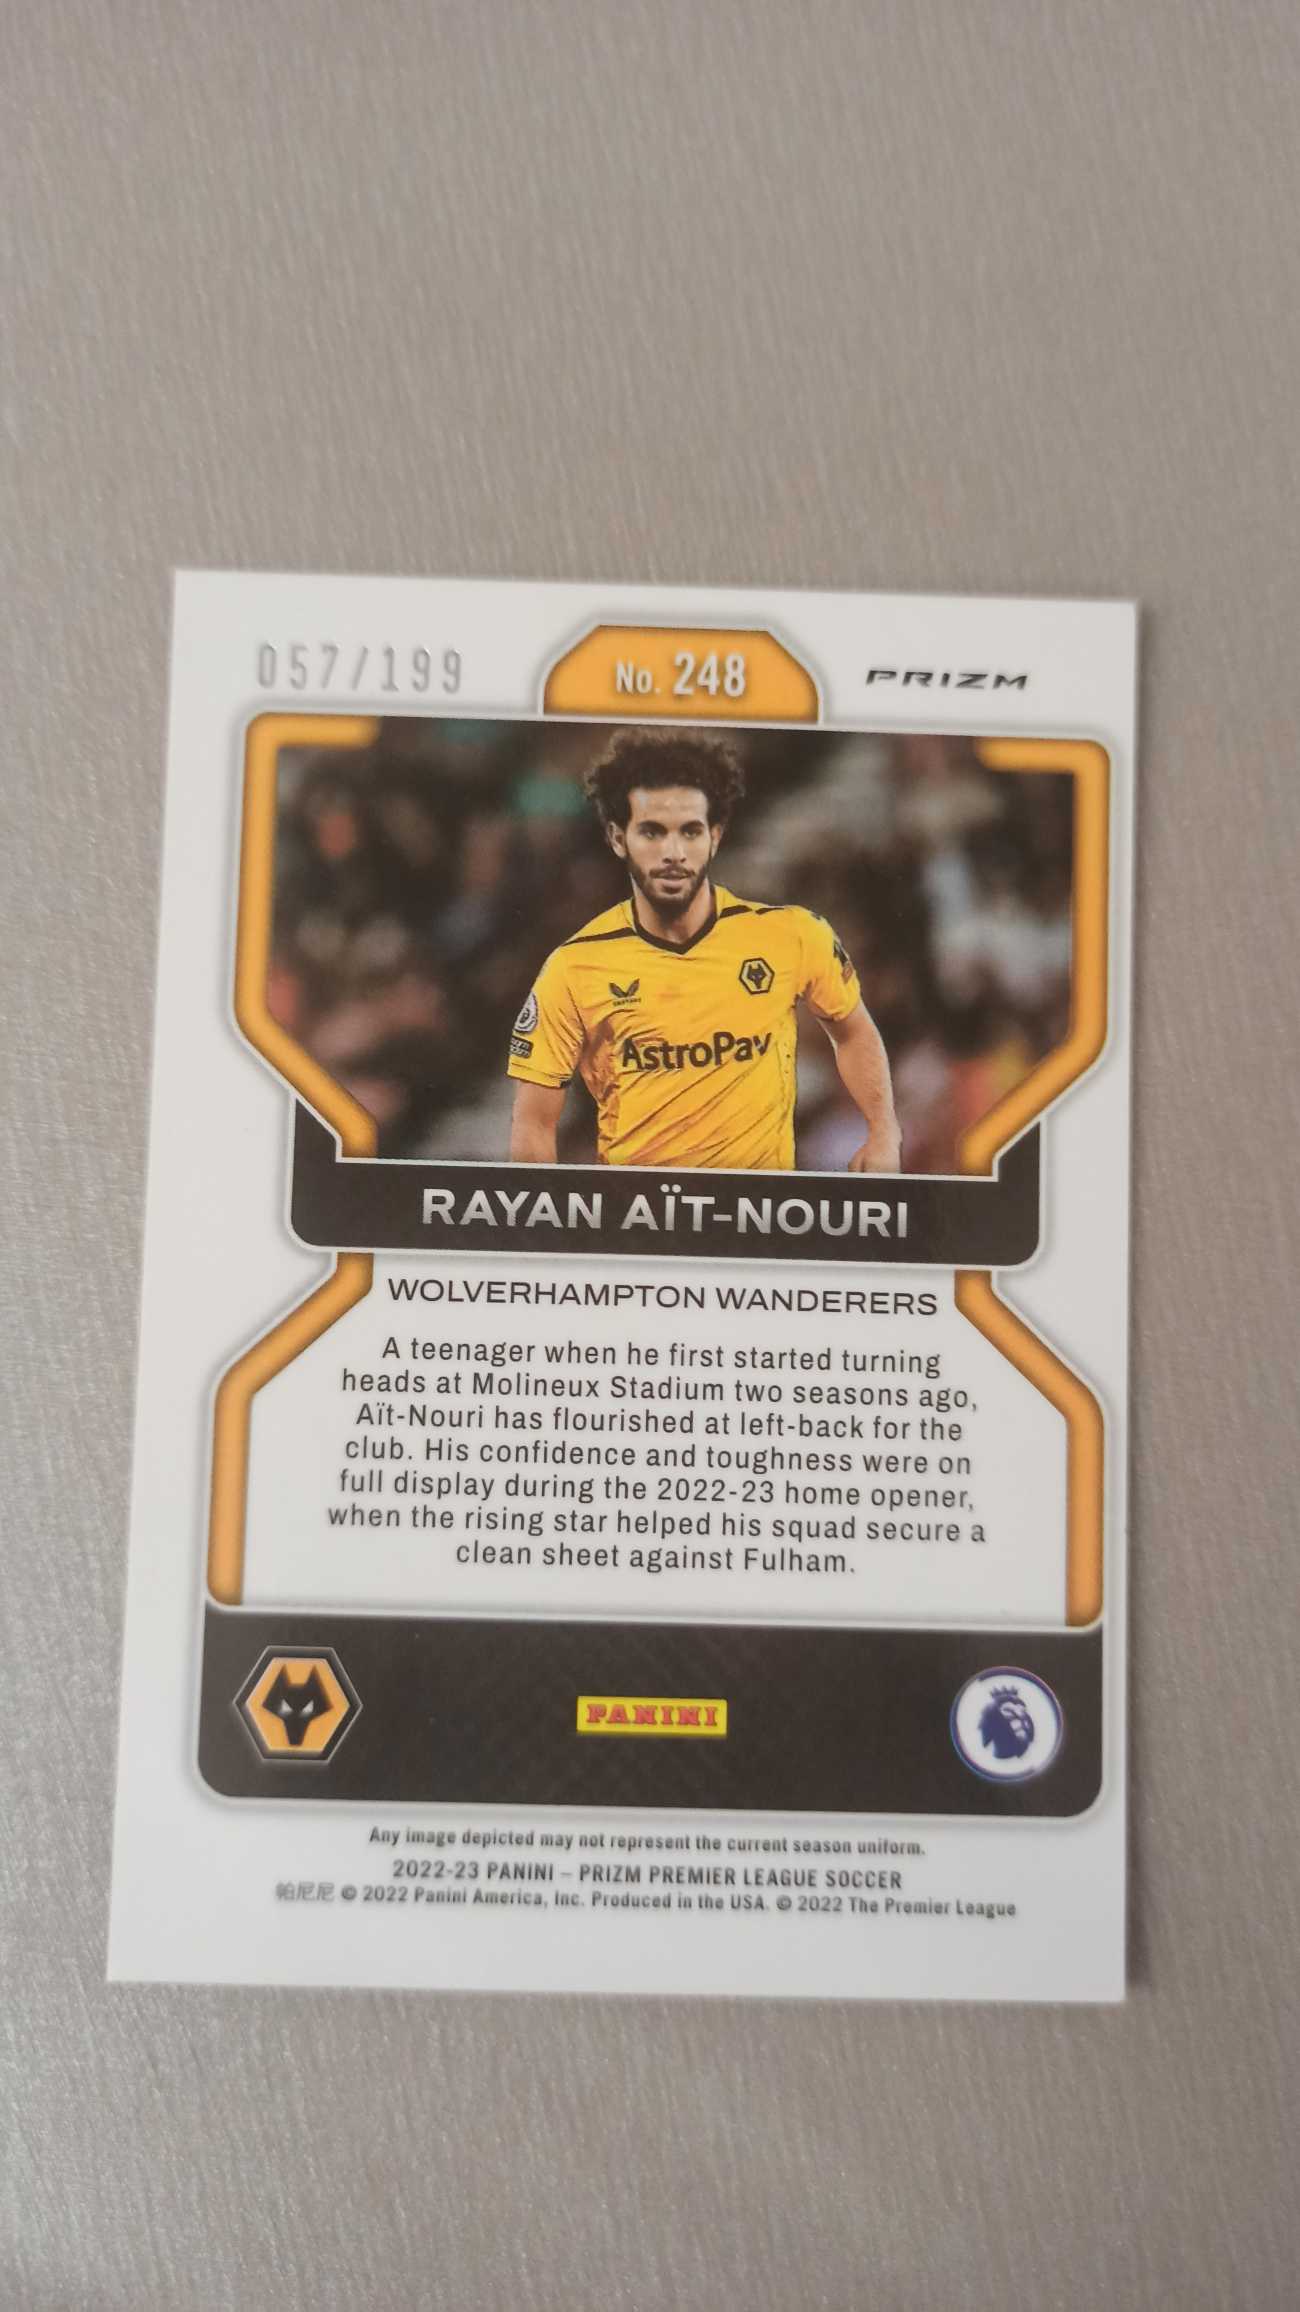 057/199
No. 248
PRIZM
AstroPay
RAYAN AÏT-NOURI
WOLVERHAMPTON WANDERERS
A teenager when he first started turning
heads at Molineux Stadium two seasons ago,
Aït-Nouri has flourished at left-back for the
club. His confidence and toughness were on
full display during the 2022-23 home opener,
when the rising star helped his squad secure a
clean sheet against Fulham.
PANINI
Any image depicted may not represent the current season uniform.
2022-23 PANINI – PRIZM PREMIER LEAGUE SOCCER
帕尼尼 © 2022 Panini America, Inc. Produced in the USA. © 2022 The Premier League